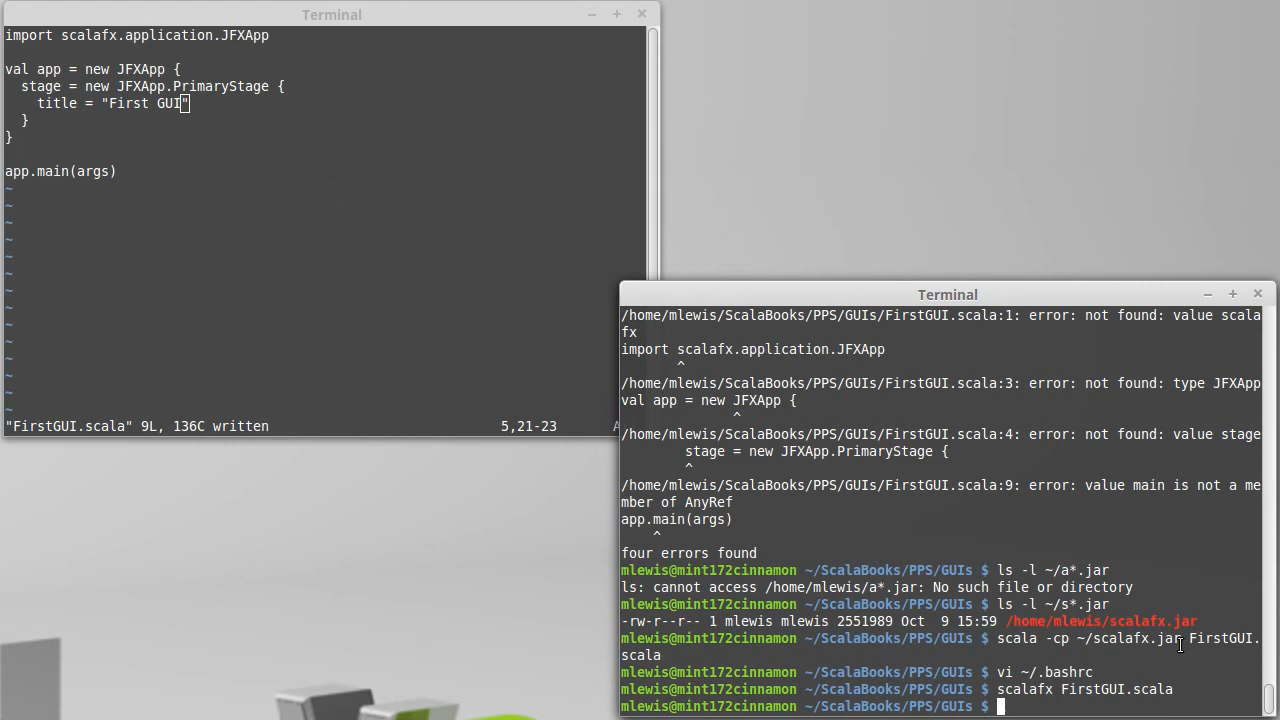 Terminal
import scalafx.application.JFXApp
val app = new JFXApp {
  stage = new JFXApp.PrimaryStage {
    title = "First GUI"
  }
}
app.main(args)
~
~
~
~
~
~
~
~
~
~
~
~
~
~
"FirstGUI.scala" 9L, 136C written 5,21-23 A
Terminal
/home/mlewis/ScalaBooks/PPS/GUIs/FirstGUI.scala:1: error: not found: value scala
fx
import scalafx.application.JFXApp
       ^
/home/mlewis/ScalaBooks/PPS/GUIs/FirstGUI.scala:3: error: not found: type JFXApp
val app = new JFXApp {
              ^
/home/mlewis/ScalaBooks/PPS/GUIs/FirstGUI.scala:4: error: not found: value stage
        stage = new JFXApp.PrimaryStage {
        ^
/home/mlewis/ScalaBooks/PPS/GUIs/FirstGUI.scala:9: error: value main is not a me
mber of AnyRef
app.main(args)
    ^
four errors found
mlewis@mint172cinnamon ~/ScalaBooks/PPS/GUIs $ ls -l ~/a*.jar
ls: cannot access /home/mlewis/a*.jar: No such file or directory
mlewis@mint172cinnamon ~/ScalaBooks/PPS/GUIs $ ls -l ~/s*.jar
-rw-r--r-- 1 mlewis mlewis 2551989 Oct  9 15:59 /home/mlewis/scalafx.jar
mlewis@mint172cinnamon ~/ScalaBooks/PPS/GUIs $ scala -cp ~/scalafx.jar FirstGUI.
scala
mlewis@mint172cinnamon ~/ScalaBooks/PPS/GUIs $ vi ~/.bashrc
mlewis@mint172cinnamon ~/ScalaBooks/PPS/GUIs $ scalafx FirstGUI.scala
mlewis@mint172cinnamon ~/ScalaBooks/PPS/GUIs $